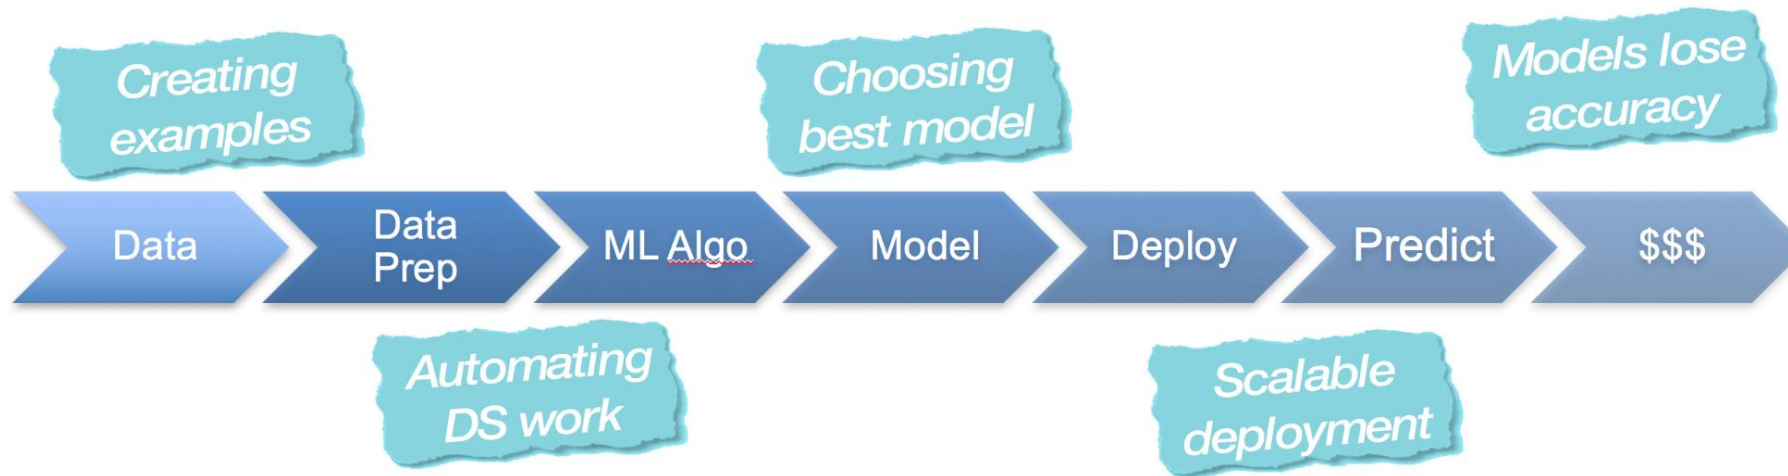 Creating
examples
Choosing
best model
Models lose
accuracy
Data
Data
Prep
ML Algo
Model
Deploy
Predict
$$$
Automating
DS work
Scalable
deployment